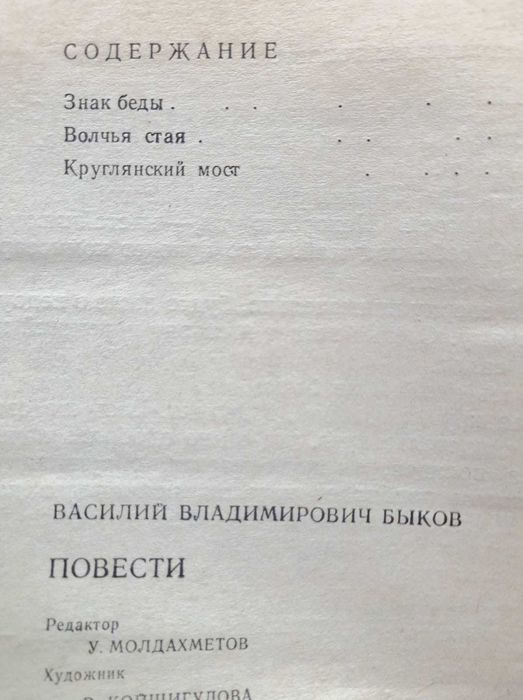 СОДЕРЖАНИЕ
Знак беды . . . . . .
Волчья стая . . . . .
Круглянский мост . . . .
ВАСИЛИЙ ВЛАДИМИРОВИЧ БЫКОВ
ПОВЕСТИ
Редактор
У. МОЛДАХМЕТОВ
Художник